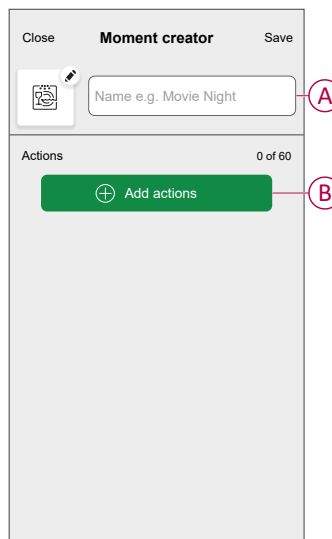 Close Moment creator Save
Name e.g. Movie Night
A
Actions 0 of 60
Add actions
B